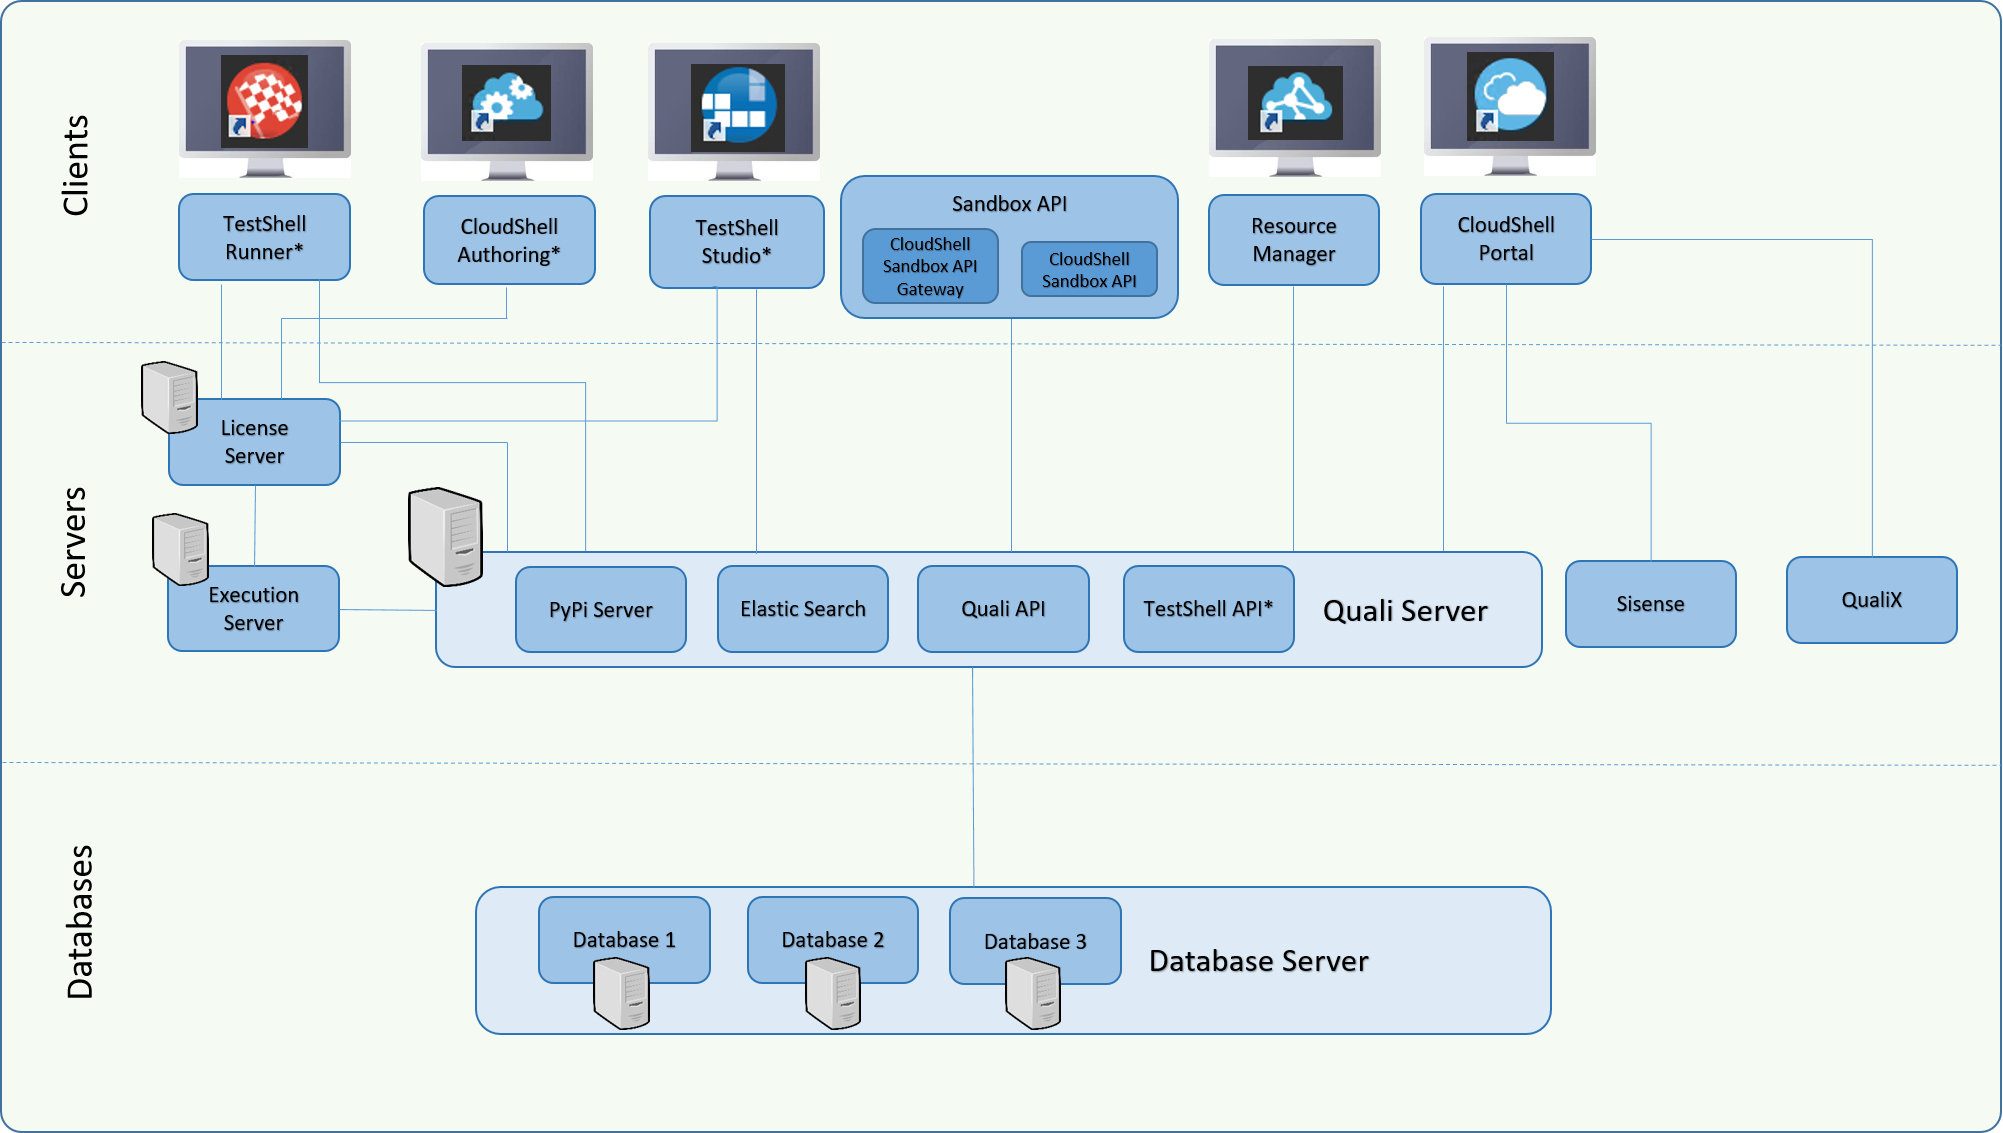 Clients
TestShell
Runner*
CloudShell
Authoring*
TestShell
Studio*
Sandbox API
CloudShell
Sandbox API
Gateway
CloudShell
Sandbox API
Resource
Manager
CloudShell
Portal
Servers
License
Server
Execution
Server
PyPi Server
Elastic Search
Quali API
TestShell API*
Quali Server
Sisense
QualiX
Databases
Database 1
Database 2
Database 3
Database Server